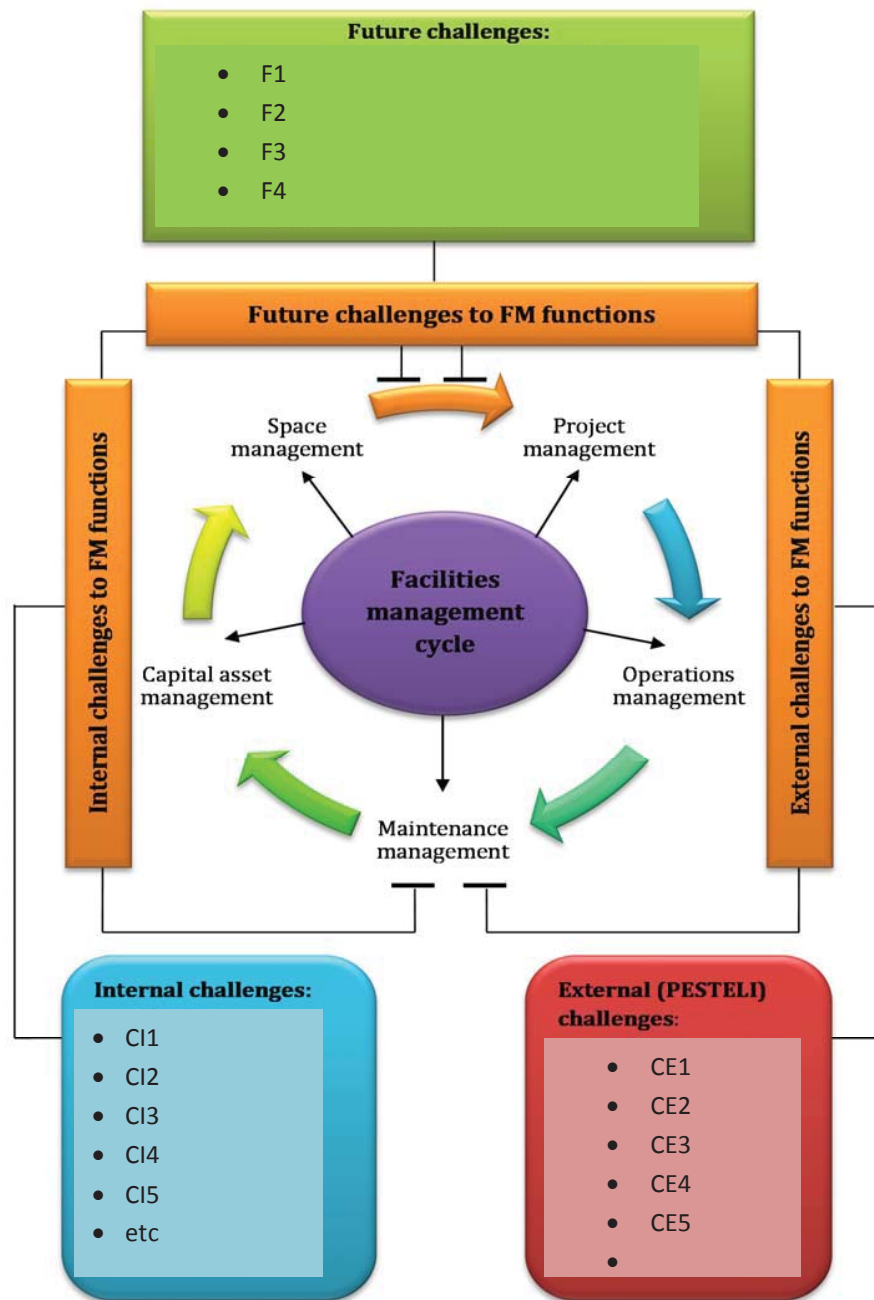 Future challenges:
• F1
• F2
• F3
• F4
Future challenges to FM functions
Internal challenges to FM functions
External challenges to FM functions
Space
management
Project
management
Facilities
management
cycle
Capital asset
management
Operations
management
Maintenance
management
Internal challenges:
• CI1
• CI2
• CI3
• CI4
• CI5
• etc
External (PESTELI)
challenges:
• CE1
• CE2
• CE3
• CE4
• CE5
•